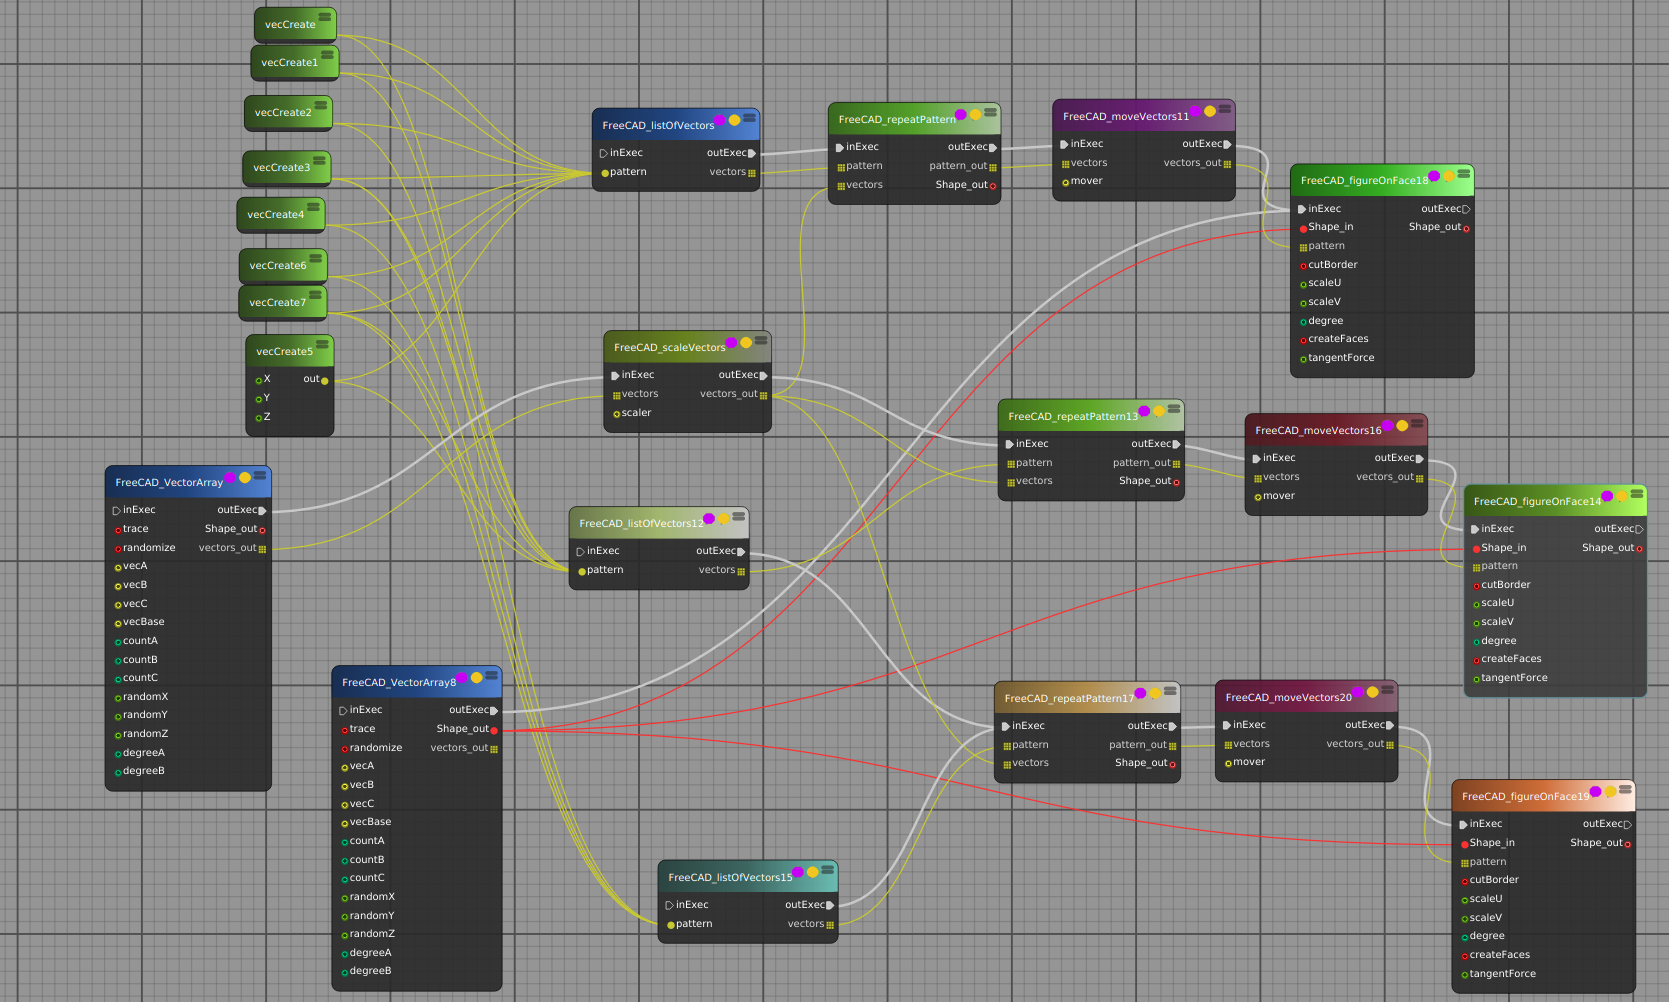 vecCreate
vecCreate1
vecCreate2
vecCreate3
vecCreate4
vecCreate6
vecCreate7
vecCreate5
X out
Y
Z
FreeCAD_VectorArray
inExec outExec
trace Shape_out
randomize vectors_out
vecA
vecB
vecC
vecBase
countA
countB
countC
randomX
randomY
randomZ
degreeA
degreeB
FreeCAD_VectorArray8
inExec outExec
trace Shape_out
randomize vectors_out
vecA
vecB
vecC
vecBase
countA
countB
countC
randomX
randomY
randomZ
degreeA
degreeB
FreeCAD_listOfVectors
inExec outExec
pattern vectors
FreeCAD_scaleVectors
inExec outExec
vectors vectors_out
scaler
FreeCAD_listOfVectors12
inExec outExec
pattern vectors
FreeCAD_listOfVectors15
inExec outExec
pattern vectors
FreeCAD_repeatPattern
inExec outExec
pattern pattern_out
vectors Shape_out
FreeCAD_moveVectors11
inExec outExec
vectors vectors_out
mover
FreeCAD_figureOnFace18
inExec outExec
Shape_in Shape_out
pattern
cutBorder
scaleU
scaleV
degree
createFaces
tangentForce
FreeCAD_repeatPattern13
inExec outExec
pattern pattern_out
vectors Shape_out
FreeCAD_moveVectors16
inExec outExec
vectors vectors_out
mover
FreeCAD_figureOnFace14
inExec outExec
Shape_in Shape_out
pattern
cutBorder
scaleU
scaleV
degree
createFaces
tangentForce
FreeCAD_repeatPattern17
inExec outExec
pattern pattern_out
vectors Shape_out
FreeCAD_moveVectors20
inExec outExec
vectors vectors_out
mover
FreeCAD_figureOnFace19
inExec outExec
Shape_in Shape_out
pattern
cutBorder
scaleU
scaleV
degree
createFaces
tangentForce